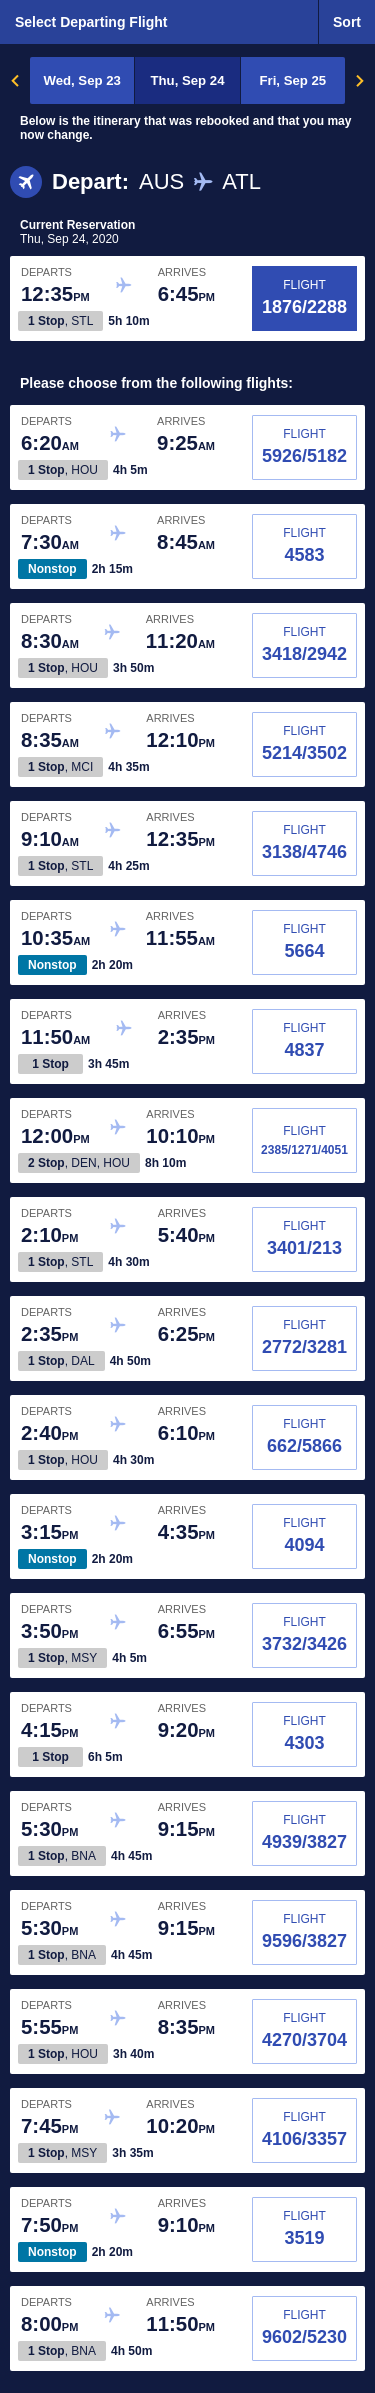 Select Departing Flight Sort
Wed, Sep 23 Thu, Sep 24 Fri, Sep 25
Below is the itinerary that was rebooked and that you may
now change.
Depart: AUS ATL
Current Reservation
Thu, Sep 24, 2020
DEPARTS ARRIVES FLIGHT
12:35PM 6:45PM 1876/2288
1 Stop, STL 5h 10m
Please choose from the following flights:
DEPARTS ARRIVES FLIGHT
6:20AM 9:25AM 5926/5182
1 Stop, HOU 4h 5m
DEPARTS ARRIVES FLIGHT
7:30AM 8:45AM 4583
Nonstop 2h 15m
DEPARTS ARRIVES FLIGHT
8:30AM 11:20AM 3418/2942
1 Stop, HOU 3h 50m
DEPARTS ARRIVES FLIGHT
8:35AM 12:10PM 5214/3502
1 Stop, MCI 4h 35m
DEPARTS ARRIVES FLIGHT
9:10AM 12:35PM 3138/4746
1 Stop, STL 4h 25m
DEPARTS ARRIVES FLIGHT
10:35AM 11:55AM 5664
Nonstop 2h 20m
DEPARTS ARRIVES FLIGHT
11:50AM 2:35PM 4837
1 Stop 3h 45m
DEPARTS ARRIVES FLIGHT
12:00PM 10:10PM 2385/1271/4051
2 Stop, DEN, HOU 8h 10m
DEPARTS ARRIVES FLIGHT
2:10PM 5:40PM 3401/213
1 Stop, STL 4h 30m
DEPARTS ARRIVES FLIGHT
2:35PM 6:25PM 2772/3281
1 Stop, DAL 4h 50m
DEPARTS ARRIVES FLIGHT
2:40PM 6:10PM 662/5866
1 Stop, HOU 4h 30m
DEPARTS ARRIVES FLIGHT
3:15PM 4:35PM 4094
Nonstop 2h 20m
DEPARTS ARRIVES FLIGHT
3:50PM 6:55PM 3732/3426
1 Stop, MSY 4h 5m
DEPARTS ARRIVES FLIGHT
4:15PM 9:20PM 4303
1 Stop 6h 5m
DEPARTS ARRIVES FLIGHT
5:30PM 9:15PM 4939/3827
1 Stop, BNA 4h 45m
DEPARTS ARRIVES FLIGHT
5:30PM 9:15PM 9596/3827
1 Stop, BNA 4h 45m
DEPARTS ARRIVES FLIGHT
5:55PM 8:35PM 4270/3704
1 Stop, HOU 3h 40m
DEPARTS ARRIVES FLIGHT
7:45PM 10:20PM 4106/3357
1 Stop, MSY 3h 35m
DEPARTS ARRIVES FLIGHT
7:50PM 9:10PM 3519
Nonstop 2h 20m
DEPARTS ARRIVES FLIGHT
8:00PM 11:50PM 9602/5230
1 Stop, BNA 4h 50m